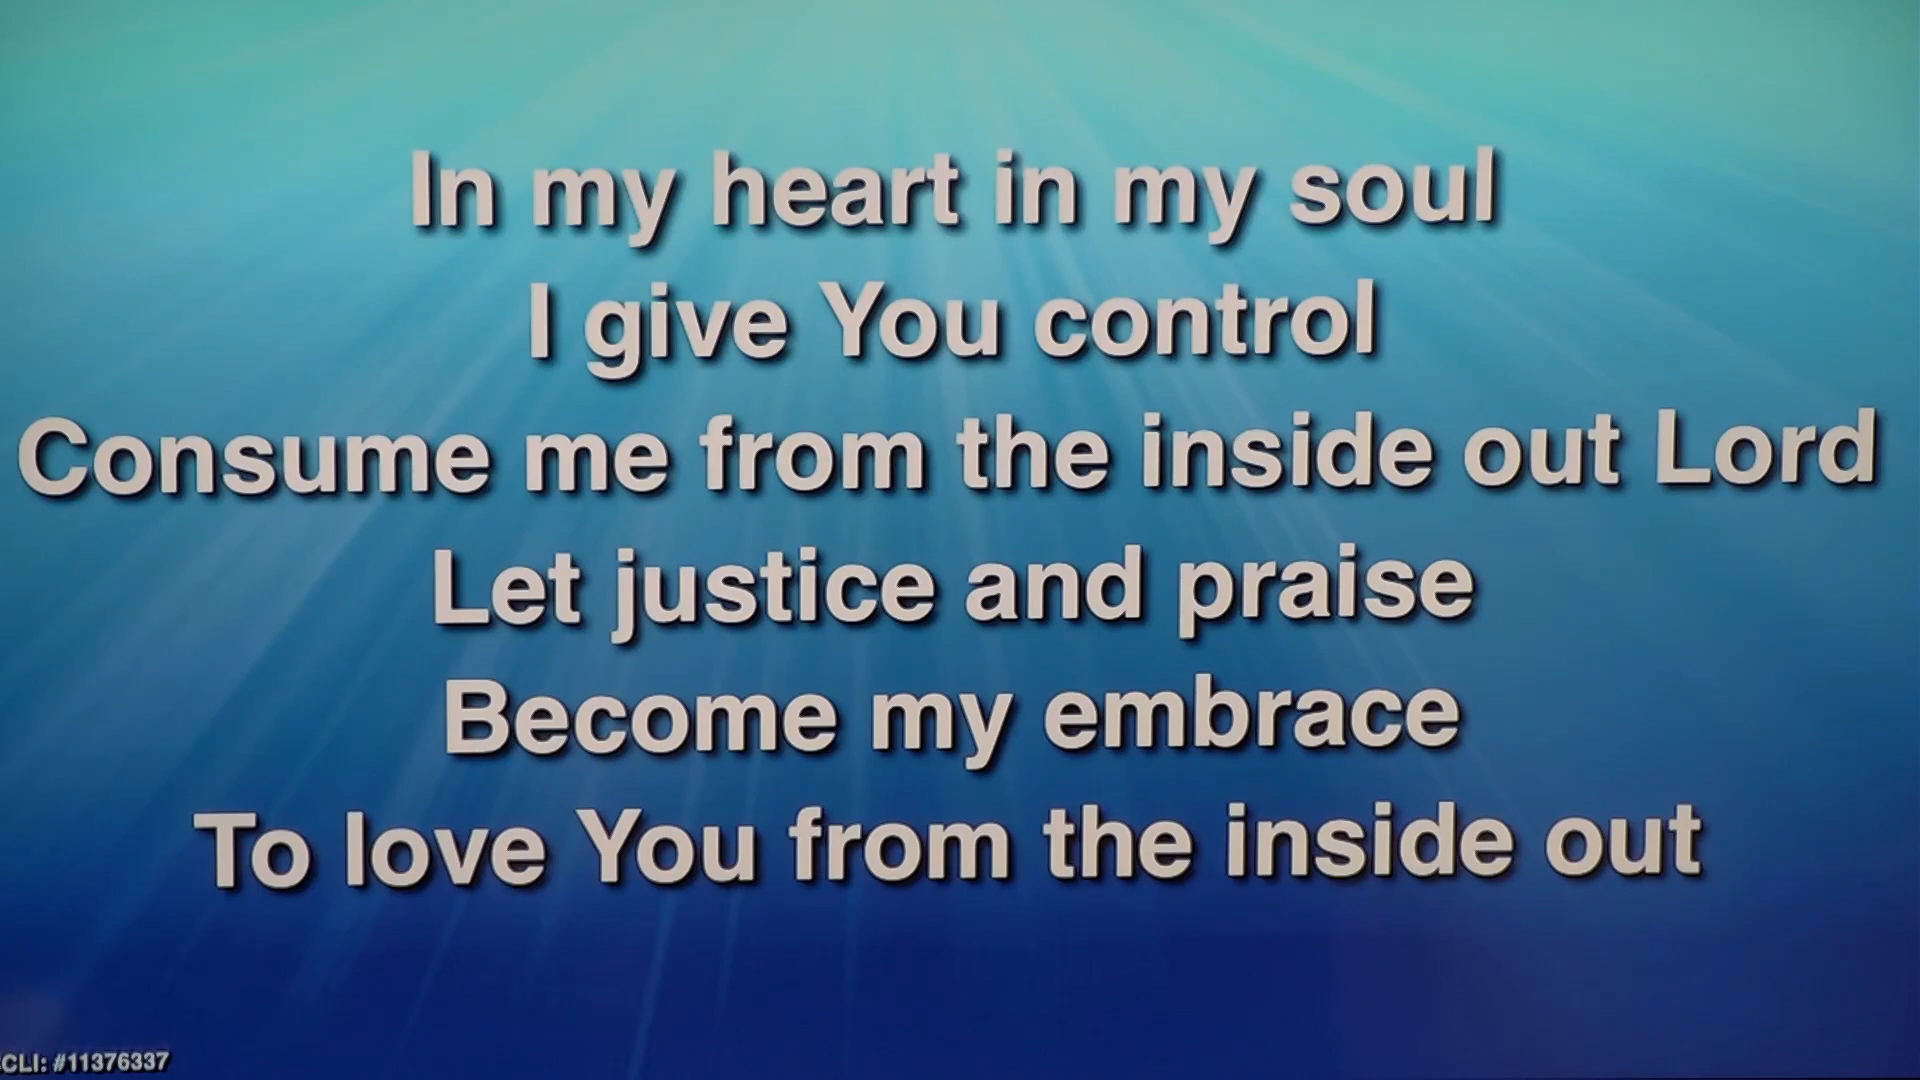 In my heart in my soul
I give You control
Consume me from the inside out Lord
Let justice and praise
Become my embrace
To love You from the inside out
CLI: #11376337